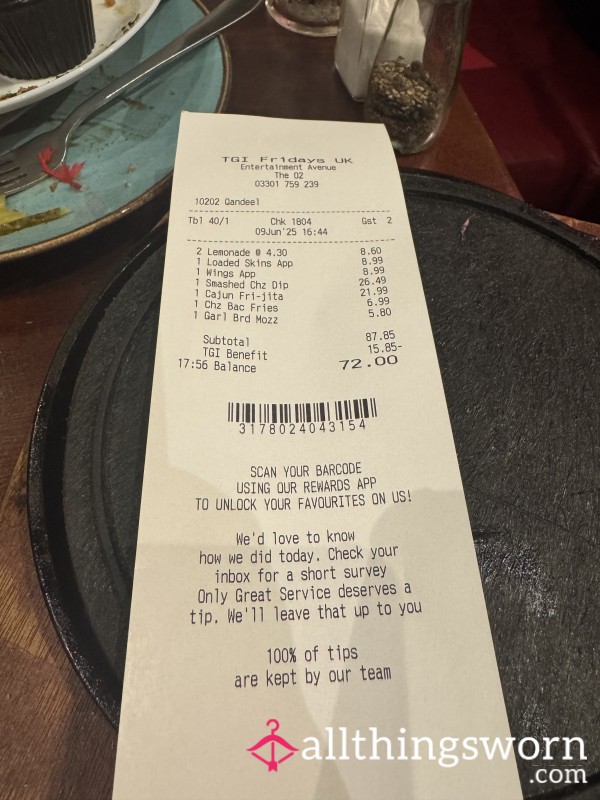 TGI Fridays UK
Entertainment Avenue
The O2
03301 759 239
10202 Qandeel
Tbl 40/1 Chk 1804 Gst 2
09Jun'25 16:44
2 Lemonade @ 4.30 8.60
1 Loaded Skins App 8.99
1 Wings App 8.99
1 Smashed Chz Dip 26.49
1 Cajun Fri-jita 21.99
1 Chz Bac Fries 6.99
1 Garl Brd Mozz 5.80
Subtotal 87.85
TGI Benefit 15.85-
17:56 Balance 72.00
3178024043154
SCAN YOUR BARCODE
USING OUR REWARDS APP
TO UNLOCK YOUR FAVOURITES ON US!
We'd love to know
how we did today. Check your
inbox for a short survey
Only Great Service deserves a
tip. We'll leave that up to you
100% of tips
are kept by our team
allthingsworn
.com